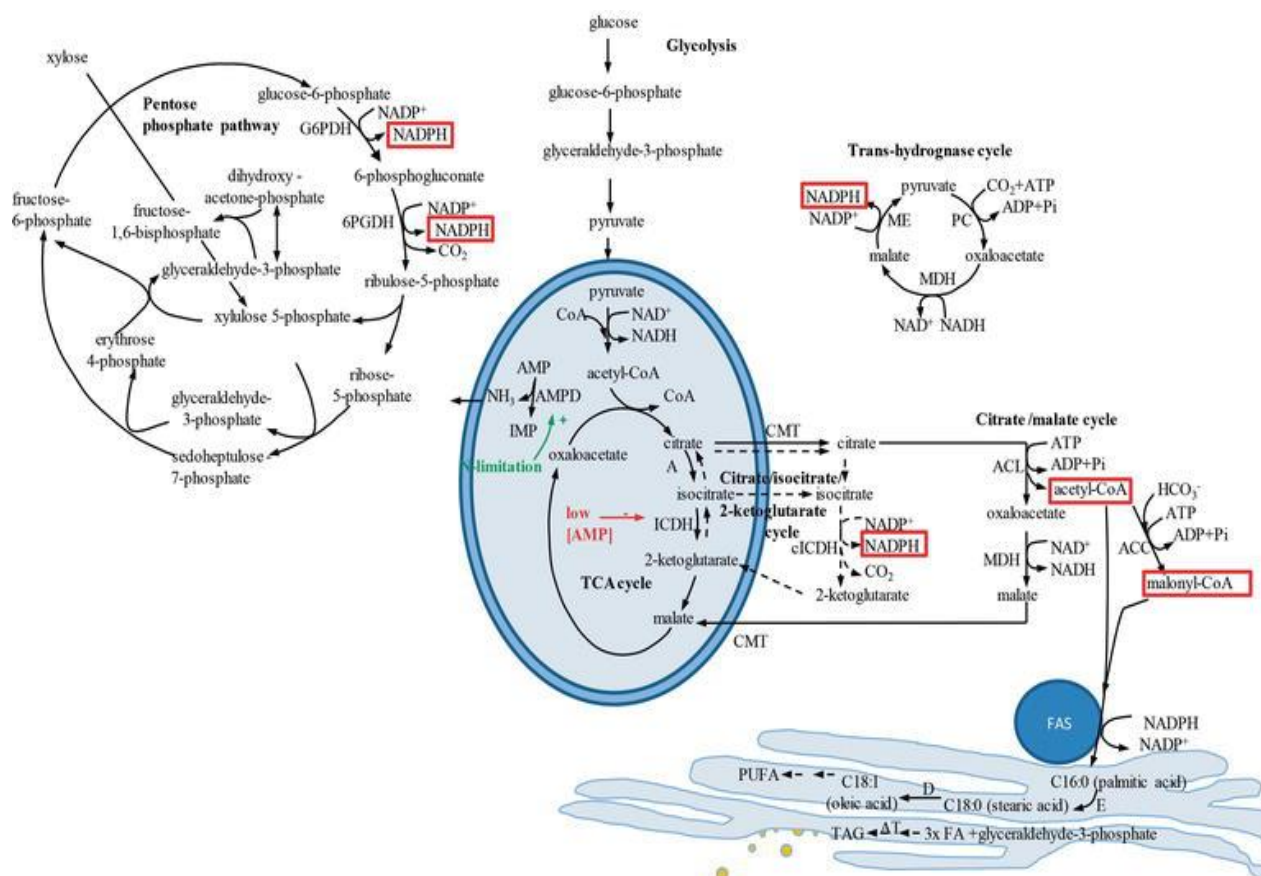 glucose
Glycolysis
glucose-6-phosphate
glyceraldehyde-3-phosphate
pyruvate
xylose
Pentose
phosphate pathway
glucose-6-phosphate
NADP⁺
G6PDH
NADPH
6-phosphogluconate
NADP⁺
6PGDH
NADPH
CO₂
ribulose-5-phosphate
dihydroxy -
acetone-phosphate
fructose-
6-phosphate
fructose-
1,6-bisphosphate
glyceraldehyde-3-phosphate
xylulose 5-phosphate
erythrose
4-phosphate
ribose-
5-phosphate
glyceraldehyde-
3-phosphate
sedoheptulose -
7-phosphate
Trans-hydrognase cycle
NADPH
pyruvate
CO₂+ATP
NADP⁺
ME
PC
ADP+Pi
malate
oxaloacetate
MDH
NAD⁺
NADH
pyruvate
CoA
NAD⁺
NADH
AMP
acetyl-CoA
NH₃
AMPD
CoA
IMP
+
N-limitation
oxaloacetate
citrate
A
isocitrate
low
[AMP]
-
ICDH
2-ketoglutarate
TCA cycle
malate
CMT
citrate
Citrate/isocitrate/
2-ketoglutarate
cycle
isocitrate
NADP⁺
cICDH
NADPH
CO₂
2-ketoglutarate
CMT
Citrate /malate cycle
ATP
ACL
ADP+Pi
acetyl-CoA
HCO₃⁻
ATP
oxaloacetate
ACC
ADP+Pi
MDH
NAD⁺
NADH
malonyl-CoA
malate
FAS
NADPH
NADP⁺
PUFA
C18:1
(oleic acid)
D
C18:0 (stearic acid)
C16:0 (palmitic acid)
E
TAG
ΔT
3x FA +glyceraldehyde-3-phosphate